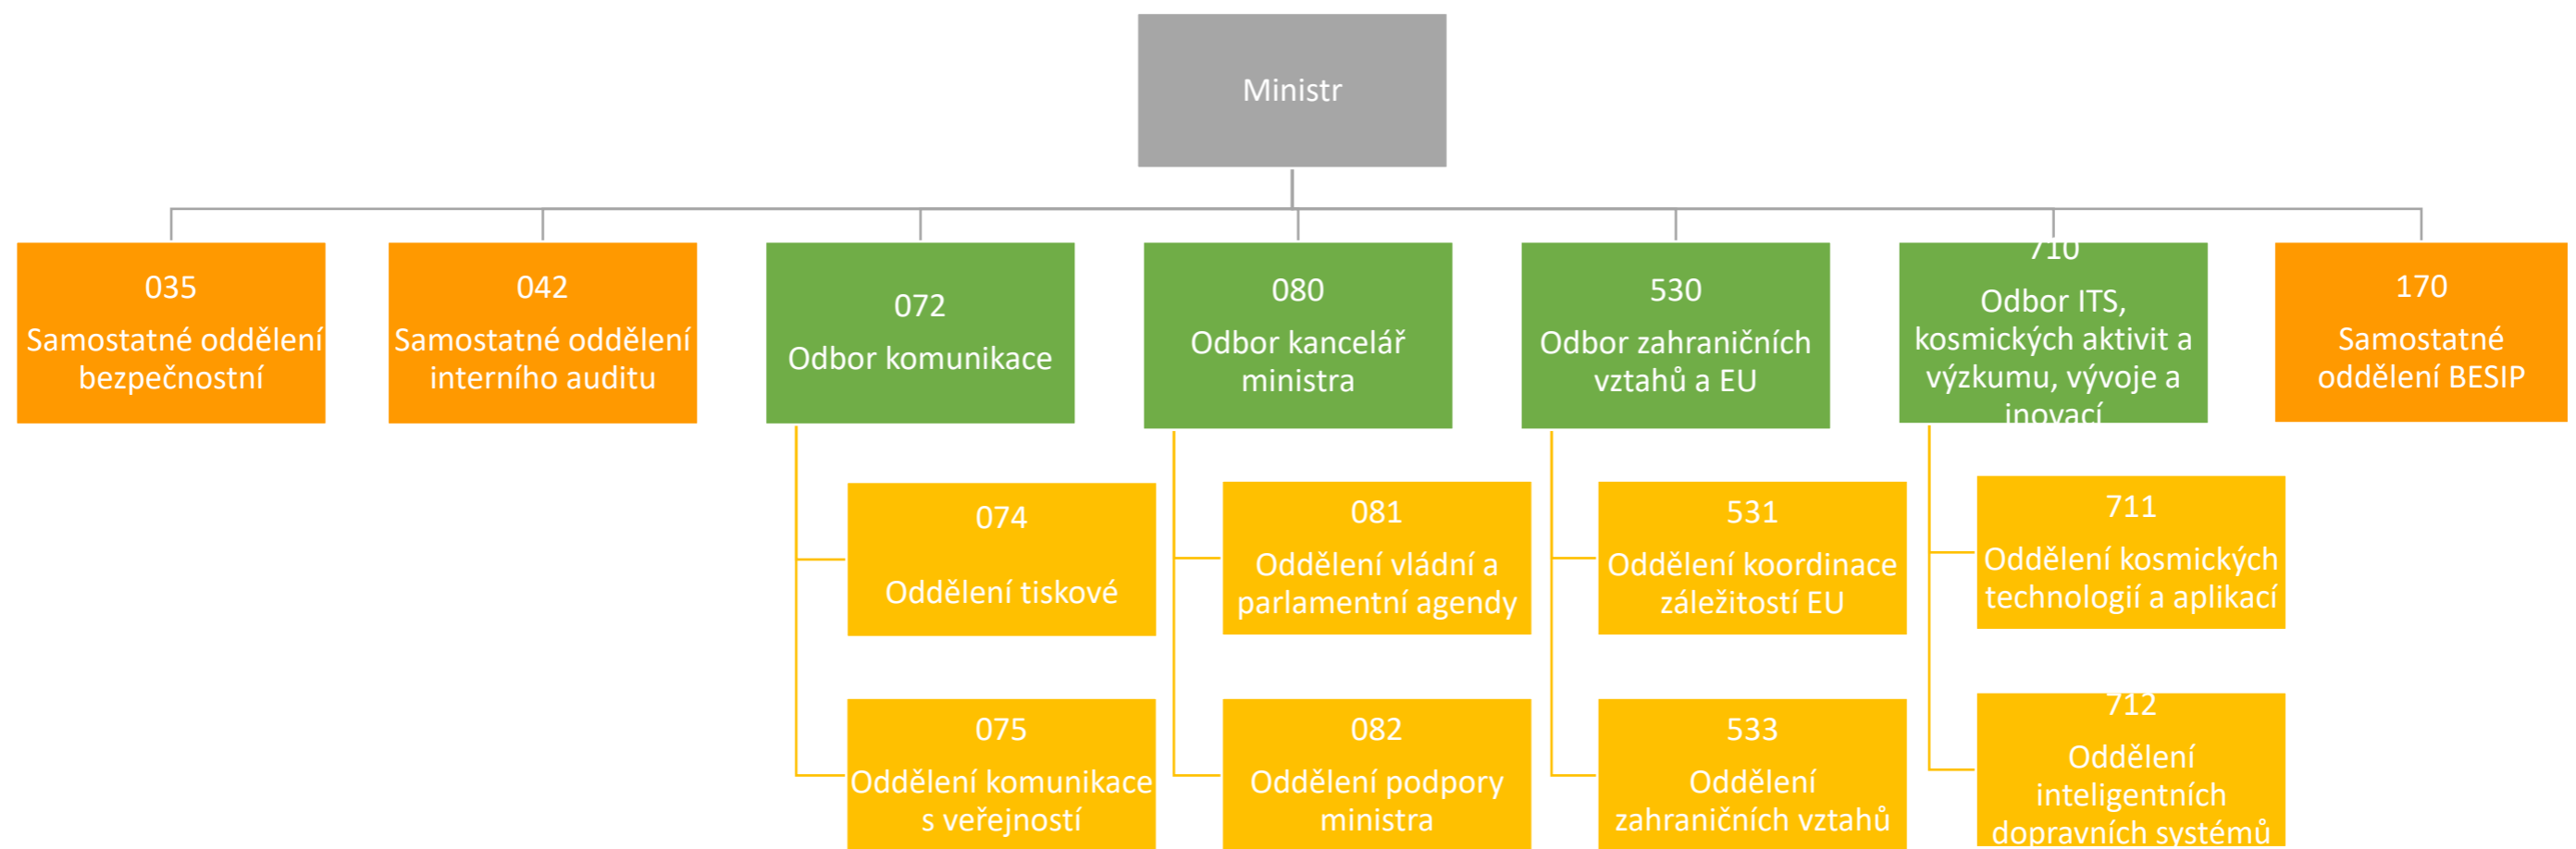 Ministr
035
Samostatné oddělení
bezpečnostní
042
Samostatné oddělení
interního auditu
072
Odbor komunikace
080
Odbor kancelář
ministra
530
Odbor zahraničních
vztahů a EU
710
Odbor ITS,
kosmických aktivit a
výzkumu, vývoje a
inovací
170
Samostatné
oddělení BESIP
074
Oddělení tiskové
081
Oddělení vládní a
parlamentní agendy
531
Oddělení koordinace
záležitostí EU
711
Oddělení kosmických
technologií a aplikací
075
Oddělení komunikace
s veřejností
082
Oddělení podpory
ministra
533
Oddělení
zahraničních vztahů
712
Oddělení
inteligentních
dopravních systémů